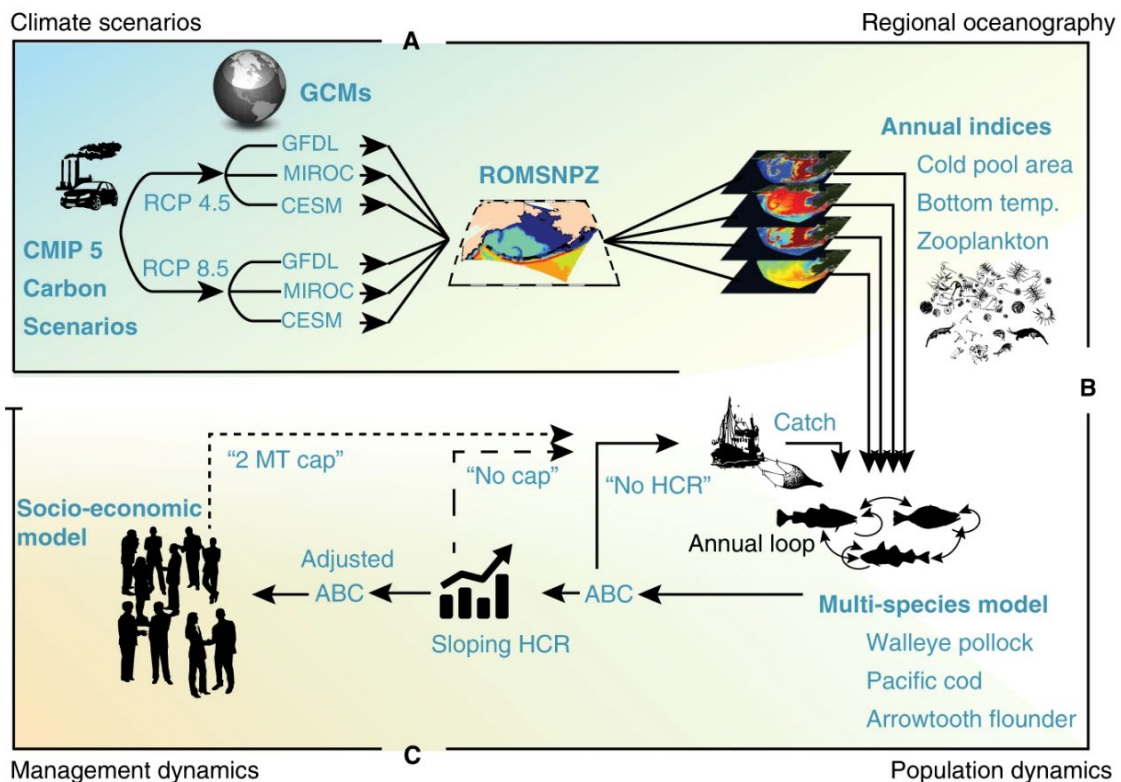 Climate scenarios
Regional oceanography
A
GCMs
GFDL
MIROC
CESM
RCP 4.5
CMIP 5
Carbon
Scenarios
RCP 8.5
GFDL
MIROC
CESM
ROMSNPZ
Annual indices
Cold pool area
Bottom temp.
Zooplankton
B
"2 MT cap"
"No cap"
"No HCR"
Catch
Socio-economic
model
Adjusted
ABC
Sloping HCR
ABC
Annual loop
Multi-species model
Walleye pollock
Pacific cod
Arrowtooth flounder
C
Management dynamics
Population dynamics